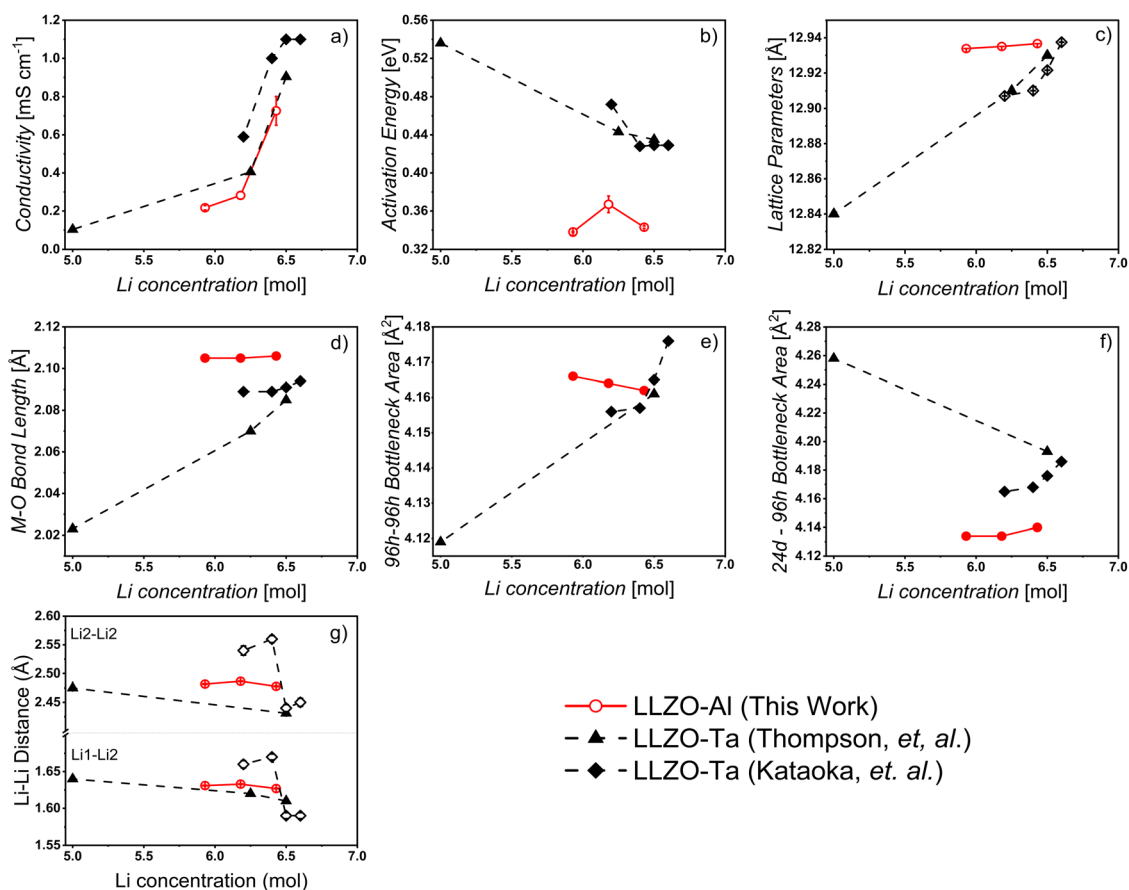 a)
Conductivity [mS cm⁻¹]
1.2
1.0
0.8
0.6
0.4
0.2
0.0
5.0 5.5 6.0 6.5 7.0
Li concentration [mol]
b)
Activation Energy [eV]
0.56
0.52
0.48
0.44
0.40
0.36
0.32
5.0 5.5 6.0 6.5 7.0
Li concentration [mol]
c)
Lattice Parameters [Å]
12.94
12.92
12.90
12.88
12.86
12.84
12.82
5.0 5.5 6.0 6.5 7.0
Li concentration [mol]
d)
M-O Bond Length [Å]
2.12
2.10
2.08
2.06
2.04
2.02
5.0 5.5 6.0 6.5 7.0
Li concentration [mol]
e)
96h-96h Bottleneck Area [Å²]
4.18
4.17
4.16
4.15
4.14
4.13
4.12
5.0 5.5 6.0 6.5 7.0
Li concentration [mol]
f)
24d - 96h Bottleneck Area [Å²]
4.28
4.26
4.24
4.22
4.20
4.18
4.16
4.14
4.12
5.0 5.5 6.0 6.5 7.0
Li concentration [mol]
g)
Li-Li Distance (Å)
Li2-Li2
2.60
2.55
2.50
2.45
Li1-Li2
1.65
1.60
1.55
5.0 5.5 6.0 6.5 7.0
Li concentration (mol)
LLZO-Al (This Work)
LLZO-Ta (Thompson, et, al.)
LLZO-Ta (Kataoka, et. al.)